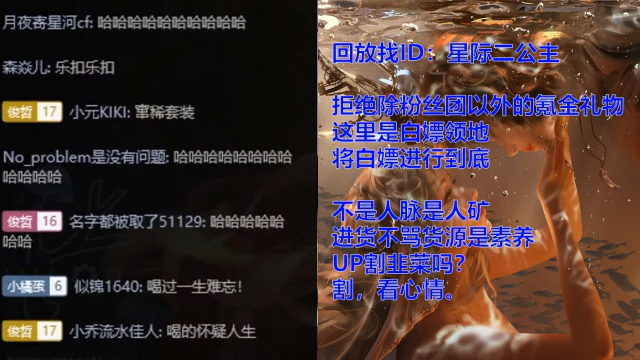 月夜寄星河cf: 哈哈哈哈哈哈哈哈哈哈
森焱儿: 乐扣乐扣
俊哲 17 小元KIKI: 窜稀套装
No_problem是没有问题: 哈哈哈哈哈哈哈哈
哈哈哈哈
俊哲 16 名字都被取了51129: 哈哈哈哈哈
哈哈
小橘蛋 6 似锦1640: 喝过一生难忘！
俊哲 17 小乔流水佳人: 喝的怀疑人生
回放找ID：星际二公主
拒绝除粉丝团以外的氪金礼物
这里是白嫖领地
将白嫖进行到底
不是人脉是人矿
进货不骂货源是素养
UP割韭菜吗？
割，看心情。